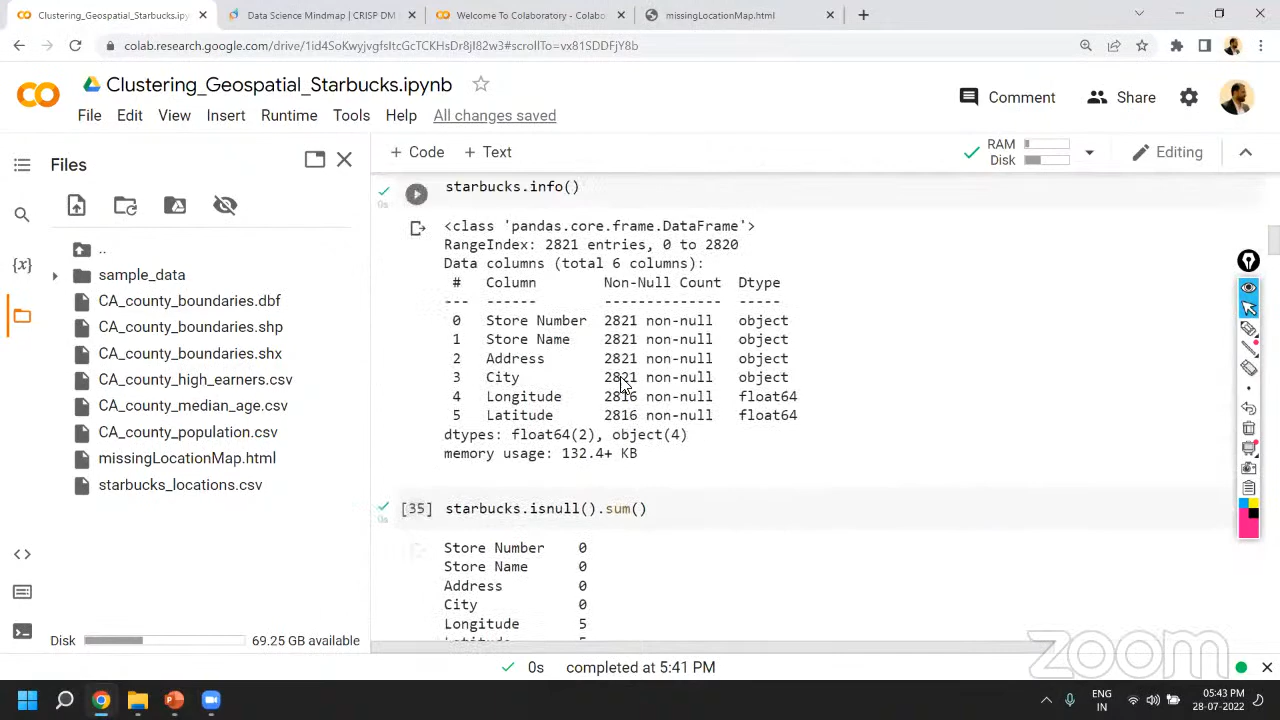 Clustering_Geospatial_Starbucks.ipy
Data Science Mindmap | CRISP DM
Welcome To Colaboratory - Colabo
missingLocationMap.html
colab.research.google.com/drive/1id4SoKwyjvgfsItcGcTCKHsDr8jI82w3#scrollTo=vx81SDDFjY8b
Clustering_Geospatial_Starbucks.ipynb
File Edit View Insert Runtime Tools Help All changes saved
Comment Share
Files
+ Code + Text
RAM
Disk
Editing
starbucks.info()
0s
<class 'pandas.core.frame.DataFrame'>
RangeIndex: 2821 entries, 0 to 2820
Data columns (total 6 columns):
# Column Non-Null Count Dtype
--- ------ -------------- -----
0 Store Number 2821 non-null object
1 Store Name 2821 non-null object
2 Address 2821 non-null object
3 City 2821 non-null object
4 Longitude 2816 non-null float64
5 Latitude 2816 non-null float64
dtypes: float64(2), object(4)
memory usage: 132.4+ KB
[35] starbucks.isnull().sum()
0s
Store Number 0
Store Name 0
Address 0
City 0
Longitude 5
Latitude 5
{x}
..
sample_data
CA_county_boundaries.dbf
CA_county_boundaries.shp
CA_county_boundaries.shx
CA_county_high_earners.csv
CA_county_median_age.csv
CA_county_population.csv
missingLocationMap.html
starbucks_locations.csv
Disk 69.25 GB available
0s completed at 5:41 PM
zoom
ENG
IN
05:43 PM
28-07-2022